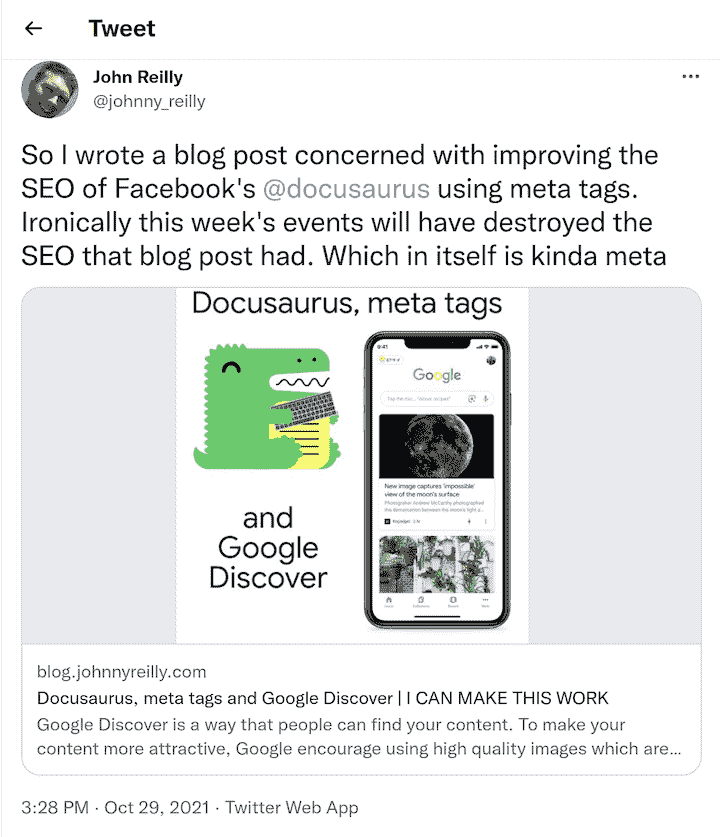 Tweet
John Reilly
@johnny_reilly
So I wrote a blog post concerned with improving the
SEO of Facebook's @docusaurus using meta tags.
Ironically this week's events will have destroyed the
SEO that blog post had. Which in itself is kinda meta
Docusaurus, meta tags
9:41
Google
New image captures 'impossible'
view of the moon's surface
Photographer Andrew McCarthy photographed
and
Google
Discover
blog.johnnyreilly.com
Docusaurus, meta tags and Google Discover | I CAN MAKE THIS WORK
Google Discover is a way that people can find your content. To make your
content more attractive, Google encourage using high quality images which are...
3:28 PM · Oct 29, 2021 · Twitter Web App